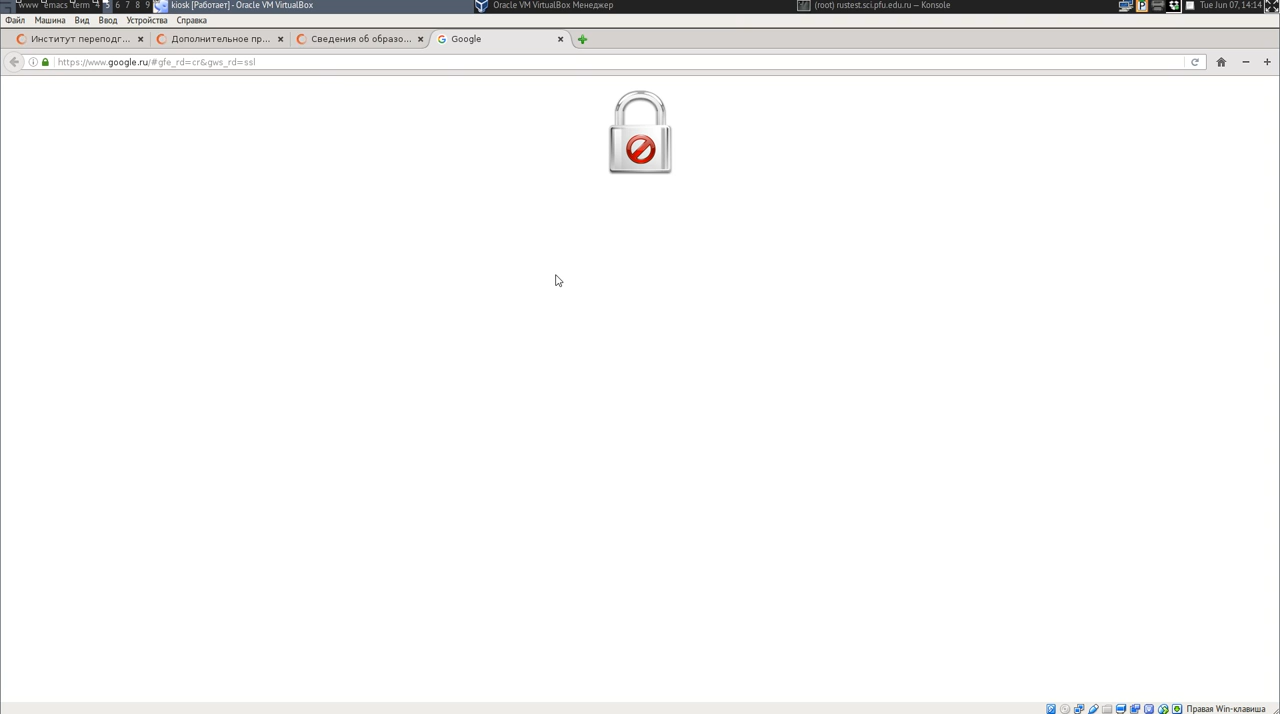 www emacs term 4 5 6 7 8 9 kiosk [Работает] - Oracle VM VirtualBox Oracle VM VirtualBox Менеджер (root) rustest.sci.pfu.edu.ru — Konsole Tue Jun 07, 14:14
Файл Машина Вид Ввод Устройства Справка
Институт переподг... Дополнительное пр... Сведения об образо... Google
https://www.google.ru/#gfe_rd=cr&gws_rd=ssl
Правая Win-клавиша